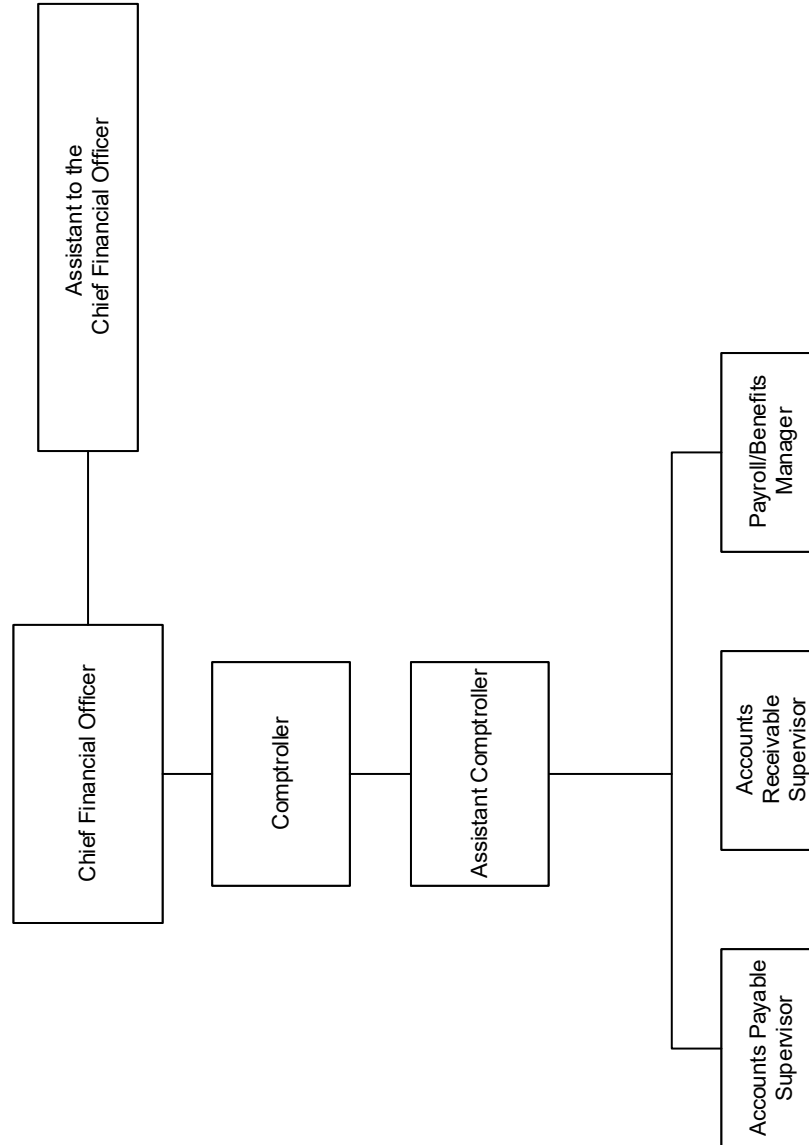 Assistant to the
Chief Financial Officer
Chief Financial Officer
Comptroller
Assistant Comptroller
Accounts Payable
Supervisor
Accounts
Receivable
Supervisor
Payroll/Benefits
Manager